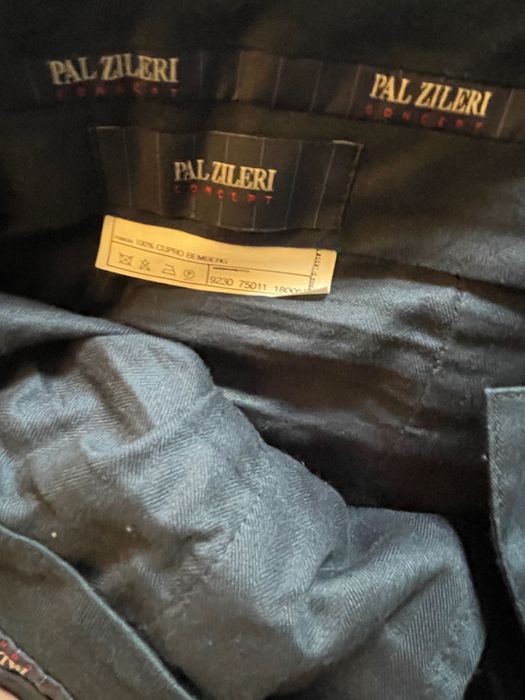 PAL ZILERI
CONCEPT
PAL ZILERI
CONCEPT
PAL ZILERI
CONCEPT
100% CUPRO BEMBERG
9230 75011